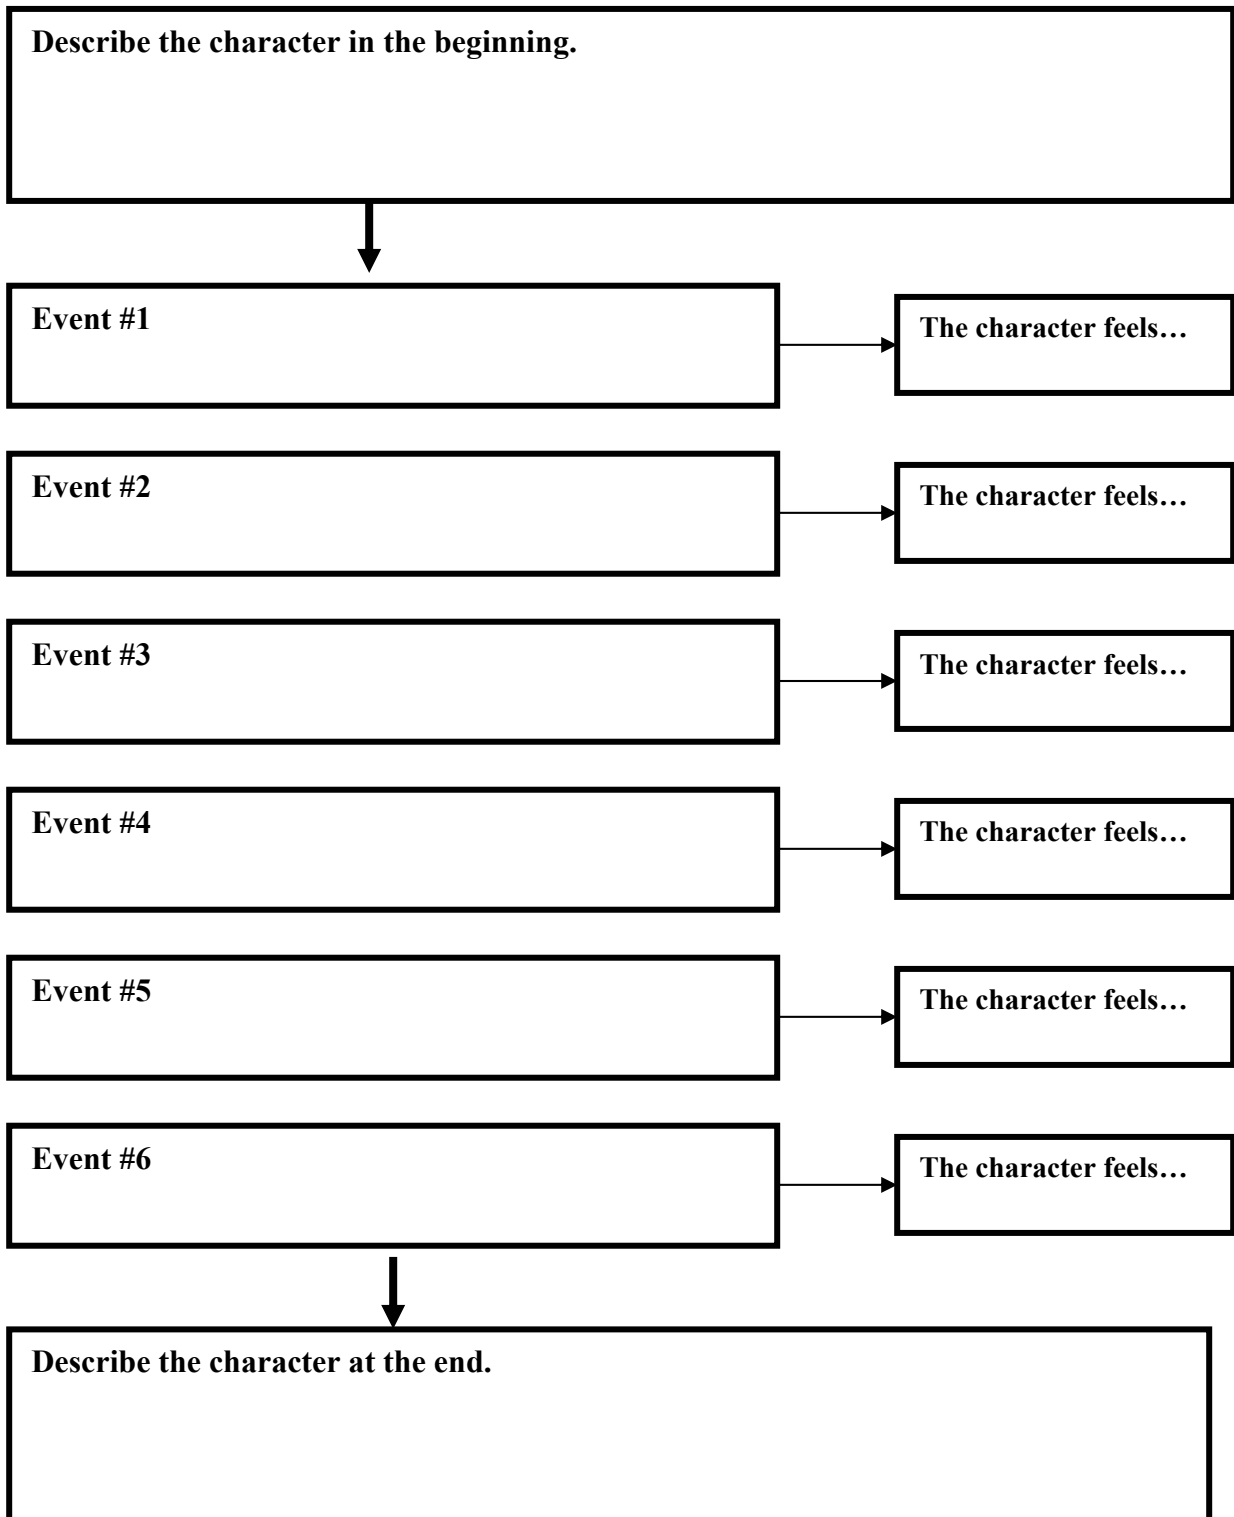 Describe the character in the beginning.
Event #1
The character feels…
Event #2
The character feels…
Event #3
The character feels…
Event #4
The character feels…
Event #5
The character feels…
Event #6
The character feels…
Describe the character at the end.